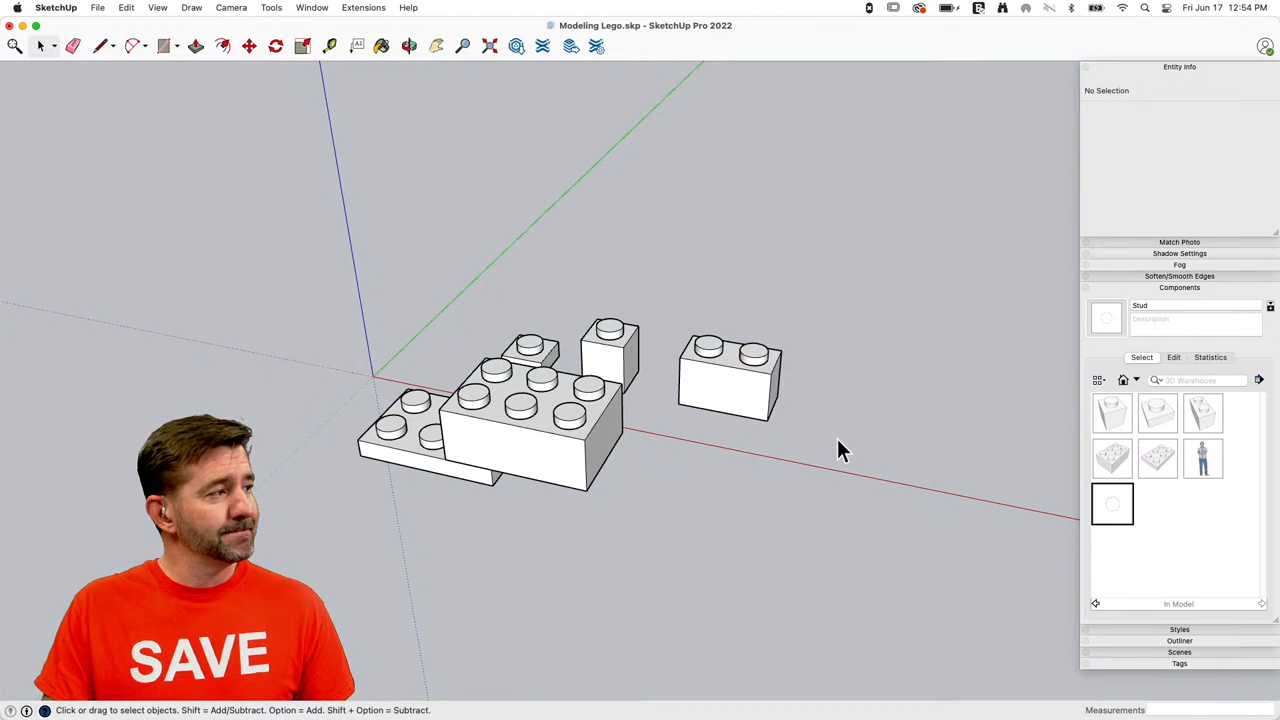 SketchUp File Edit View Draw Camera Tools Window Extensions Help Fri Jun 17 12:54 PM
Modeling Lego.skp - SketchUp Pro 2022
Entity Info
No Selection
Match Photo
Shadow Settings
Fog
Soften/Smooth Edges
Components
Stud
Description
Select Edit Statistics
3D Warehouse
In Model
Styles
Outliner
Scenes
Tags
SAVE
Click or drag to select objects. Shift = Add/Subtract. Option = Add. Shift + Option = Subtract. Measurements